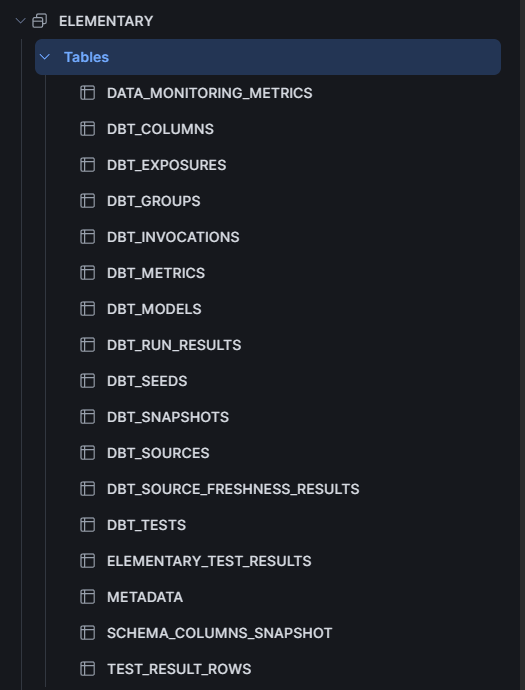 ELEMENTARY
Tables
DATA_MONITORING_METRICS
DBT_COLUMNS
DBT_EXPOSURES
DBT_GROUPS
DBT_INVOCATIONS
DBT_METRICS
DBT_MODELS
DBT_RUN_RESULTS
DBT_SEEDS
DBT_SNAPSHOTS
DBT_SOURCES
DBT_SOURCE_FRESHNESS_RESULTS
DBT_TESTS
ELEMENTARY_TEST_RESULTS
METADATA
SCHEMA_COLUMNS_SNAPSHOT
TEST_RESULT_ROWS